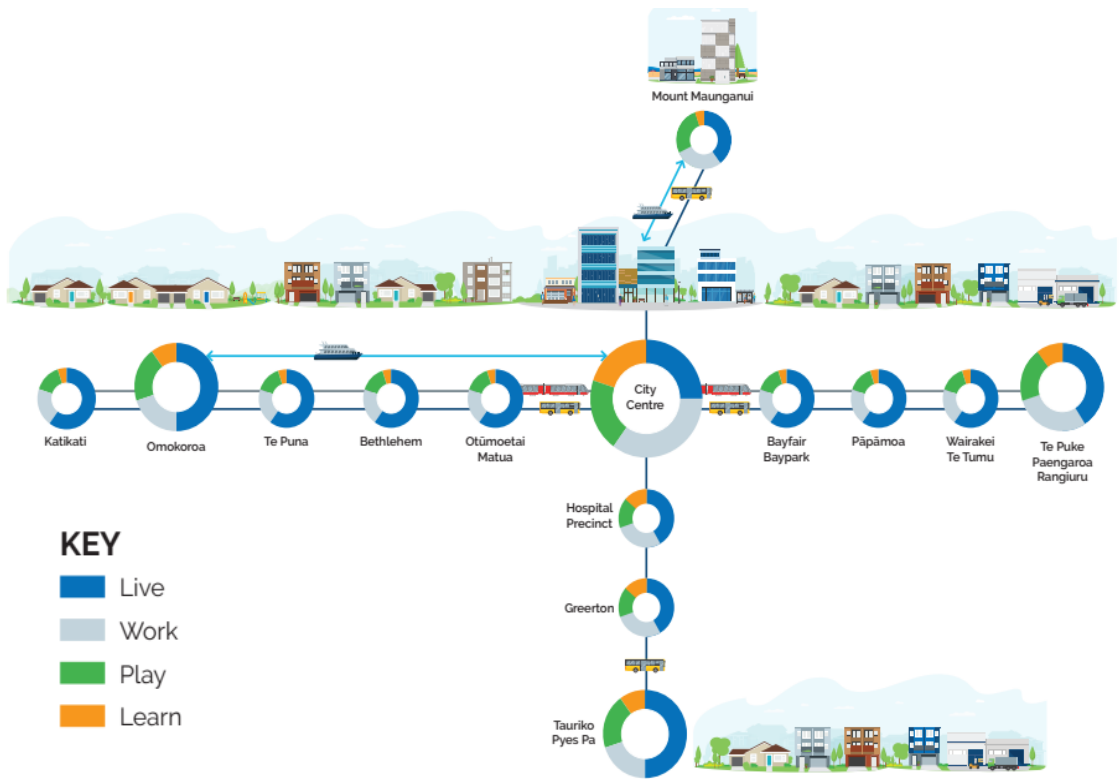 Mount Maunganui
City
Centre
Katikati
Omokoroa
Te Puna
Bethlehem
Otūmoetai
Matua
Bayfair
Baypark
Pāpāmoa
Wairakei
Te Tumu
Te Puke
Paengaroa
Rangiuru
Hospital
Precinct
Greerton
Tauriko
Pyes Pa
KEY
Live
Work
Play
Learn